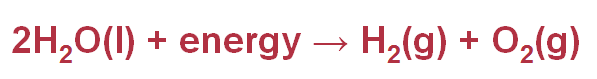 2H₂O(l) + energy → H₂(g) + O₂(g)